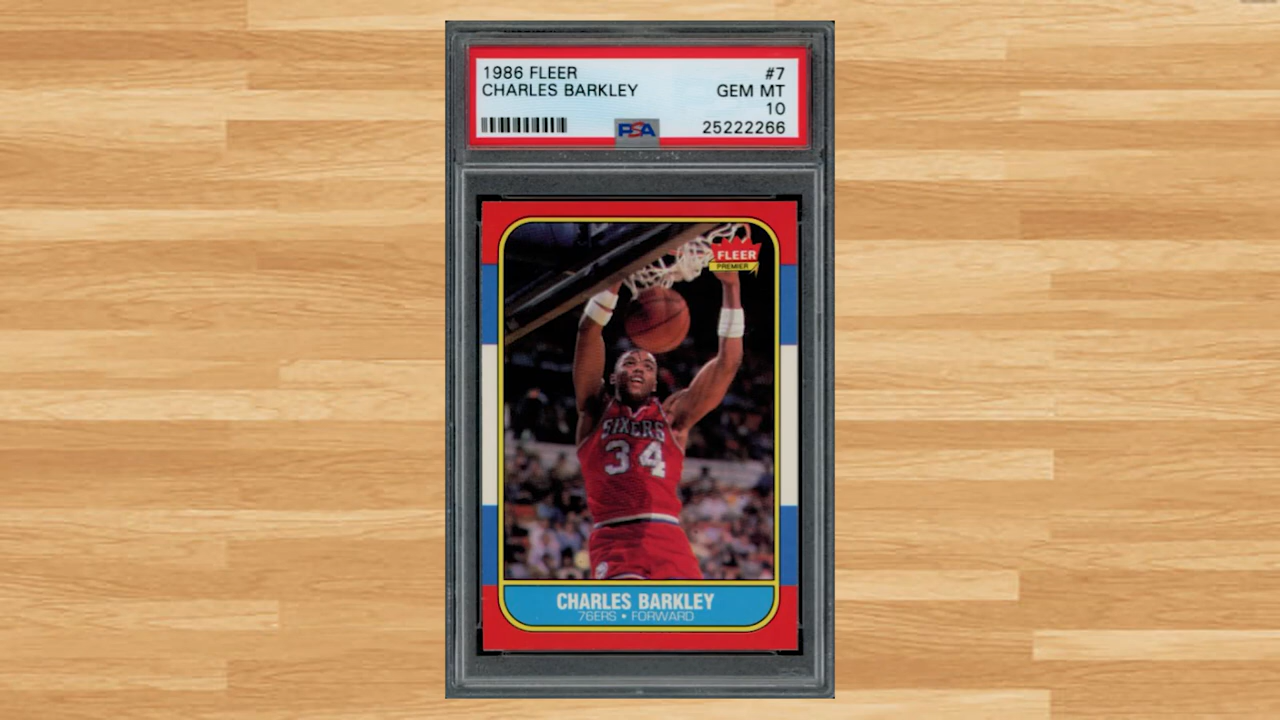 1986 FLEER #7
CHARLES BARKLEY GEM MT
10
PSA 25222266
FLEER
PREMIER
SIXERS
34
CHARLES BARKLEY
76ERS • FORWARD